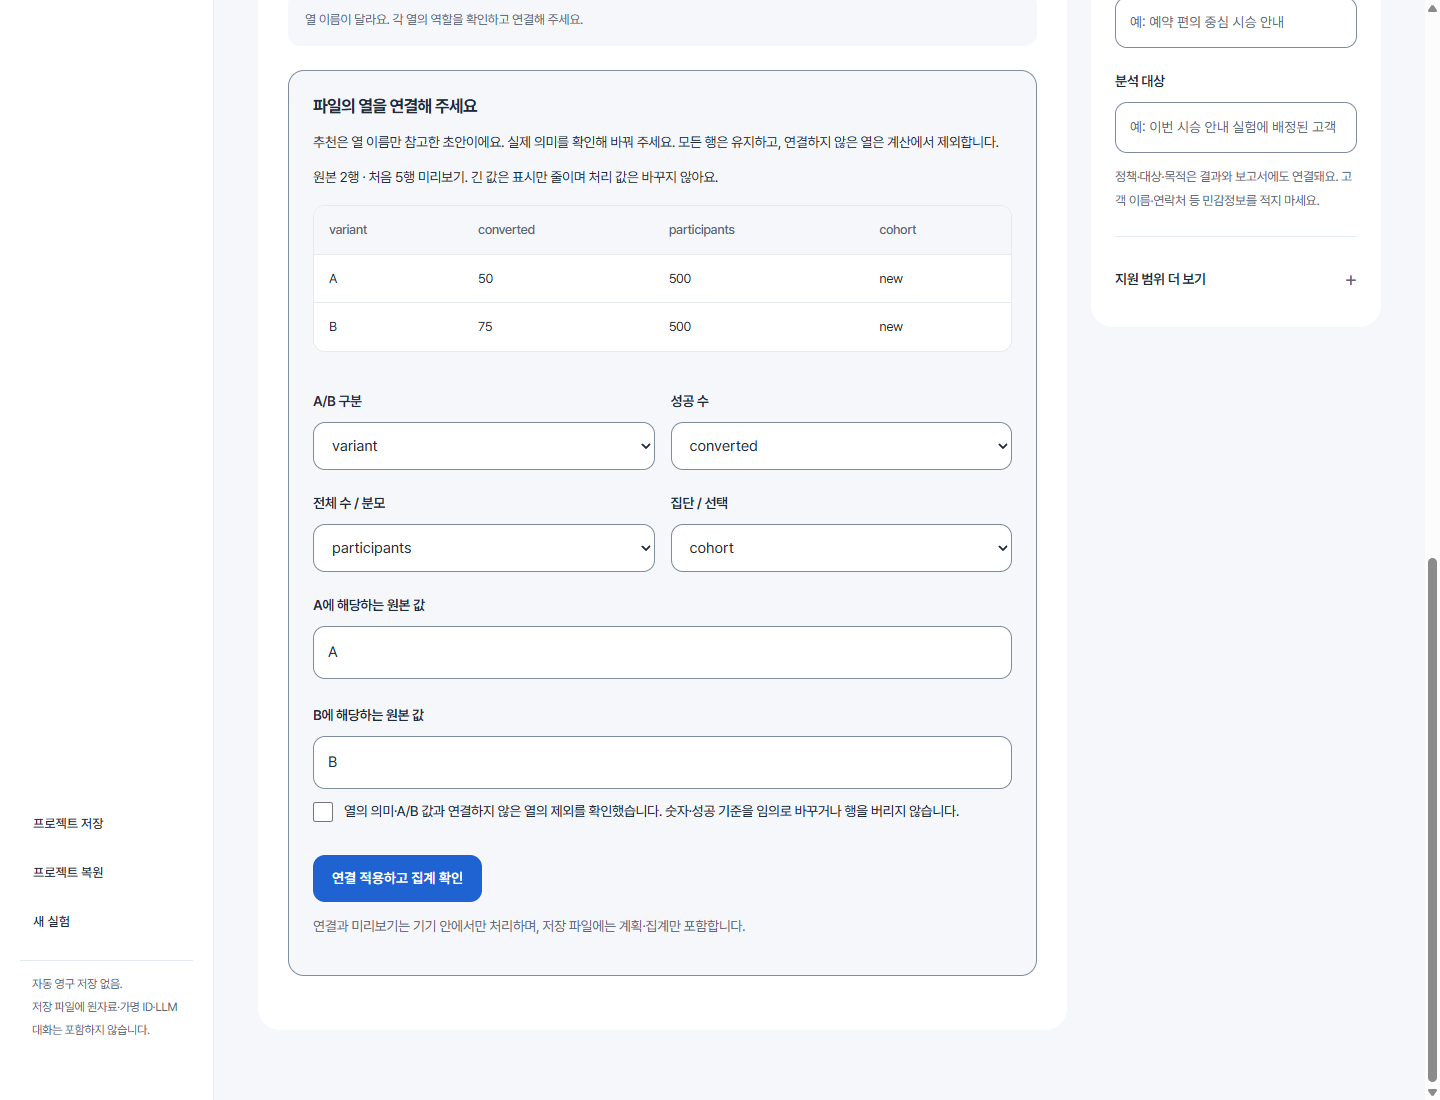 열 이름이 달라요. 각 열의 역할을 확인하고 연결해 주세요.
파일의 열을 연결해 주세요
추천은 열 이름만 참고한 초안이에요. 실제 의미를 확인해 바꿔 주세요. 모든 행은 유지하고, 연결하지 않은 열은 계산에서 제외합니다.
원본 2행 · 처음 5행 미리보기. 긴 값은 표시만 줄이며 처리 값은 바꾸지 않아요.
variant converted participants cohort
A 50 500 new
B 75 500 new
A/B 구분
variant
성공 수
converted
전체 수 / 분모
participants
집단 / 선택
cohort
A에 해당하는 원본 값
A
B에 해당하는 원본 값
B
열의 의미·A/B 값과 연결하지 않은 열의 제외를 확인했습니다. 숫자·성공 기준을 임의로 바꾸거나 행을 버리지 않습니다.
연결 적용하고 집계 확인
연결과 미리보기는 기기 안에서만 처리하며, 저장 파일에는 계획·집계만 포함합니다.
예: 예약 편의 중심 시승 안내
분석 대상
예: 이번 시승 안내 실험에 배정된 고객
정책·대상·목적은 결과와 보고서에도 연결돼요. 고
객 이름·연락처 등 민감정보를 적지 마세요.
지원 범위 더 보기 +
프로젝트 저장
프로젝트 복원
새 실험
자동 영구 저장 없음.
저장 파일에 원자료·가명 ID·LLM
대화는 포함하지 않습니다.